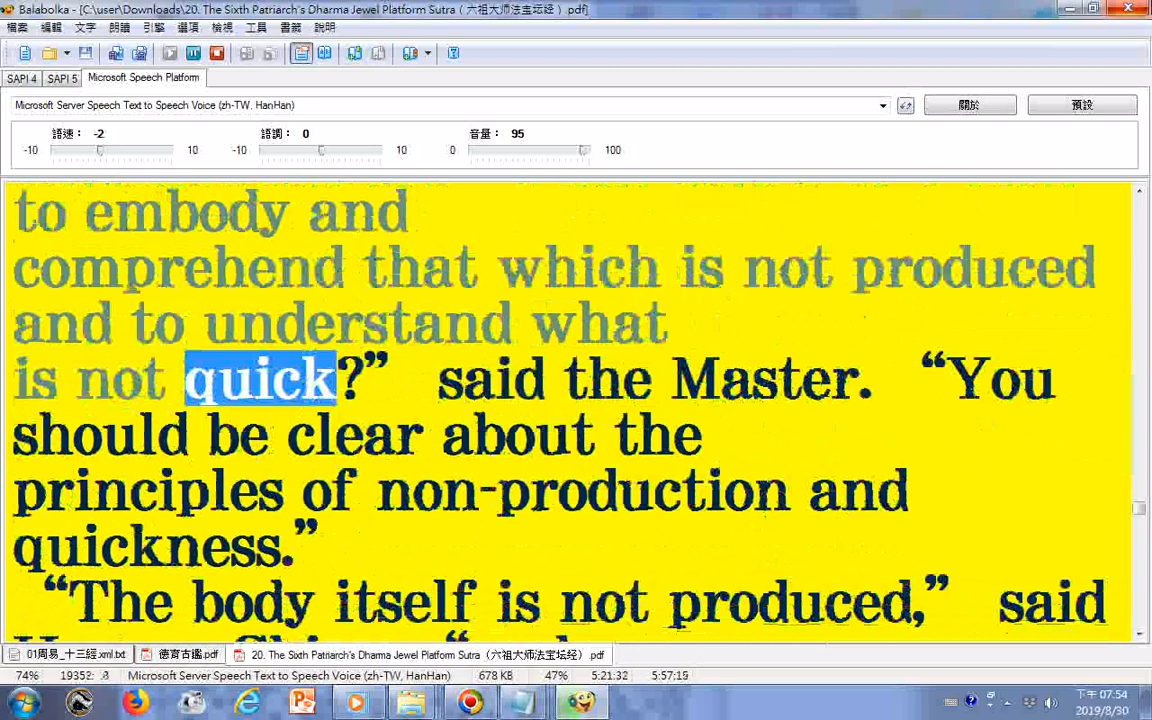 Balabolka - [C:\user\Downloads\20. The Sixth Patriarch's Dharma Jewel Platform Sutra（六祖大师法宝坛经）.pdf]
檔案 編輯 文字 朗讀 引擎 選項 檢視 工具 書籤 說明
SAPI 4 SAPI 5 Microsoft Speech Platform
Microsoft Server Speech Text to Speech Voice (zh-TW, HanHan) 關於 預設
語速： -2 語調： 0 音量： 95
-10 10 -10 10 0 100
to embody and
comprehend that which is not produced
and to understand what
is not quick?” said the Master. “You
should be clear about the
principles of non-production and
quickness.”
“The body itself is not produced,” said
01周易_十三經.xml.txt 德育古鑑.pdf 20. The Sixth Patriarch's Dharma Jewel Platform Sutra（六祖大师法宝坛经）.pdf
74% Microsoft Server Speech Text to Speech Voice (zh-TW, HanHan) 678 KB 47% 5:21:32 5:57:19
下午 07:54
2019/8/30